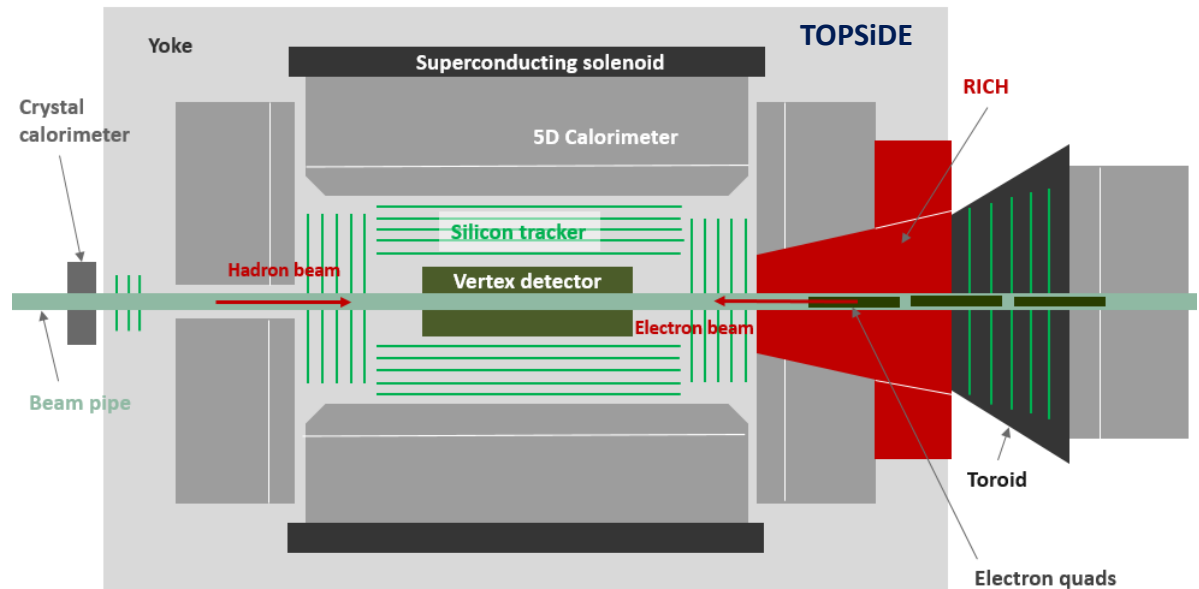 TOPSiDE
Yoke
Superconducting solenoid
RICH
Crystal
calorimeter
5D Calorimeter
Silicon tracker
Hadron beam
Vertex detector
Electron beam
Beam pipe
Toroid
Electron quads